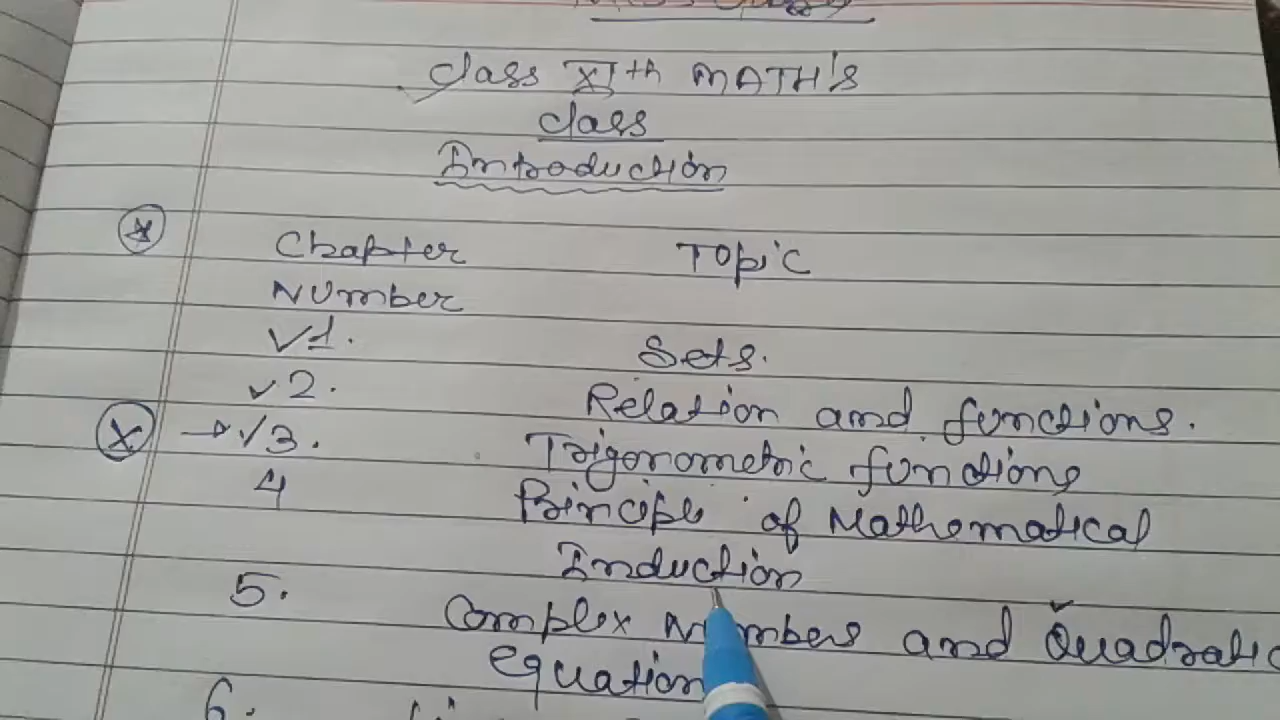 Class XIth MATH's
Class
Introduction
Chapter Topic
Number
✓1. Sets.
✓2. Relation and functions.
→✓3. Trigonometric functions
4 Principle of Mathematical
Induction
5. Complex Numbers and Quadratic
equation
6.